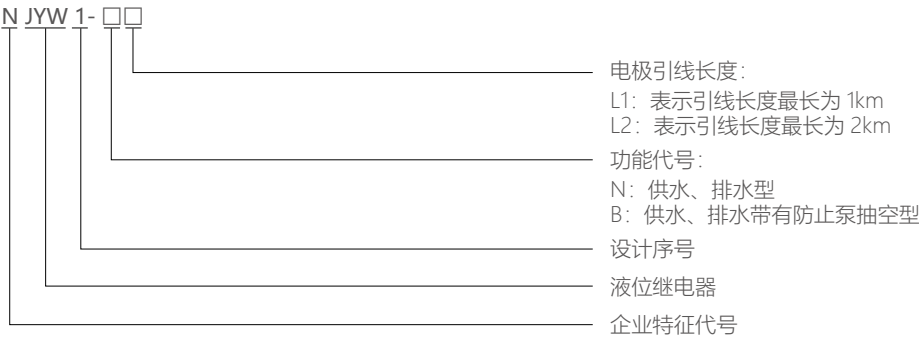 N JYW 1- □□
电极引线长度：
L1：表示引线长度最长为 1km
L2：表示引线长度最长为 2km
功能代号：
N：供水、排水型
B：供水、排水带有防止泵抽空型
设计序号
液位继电器
企业特征代号